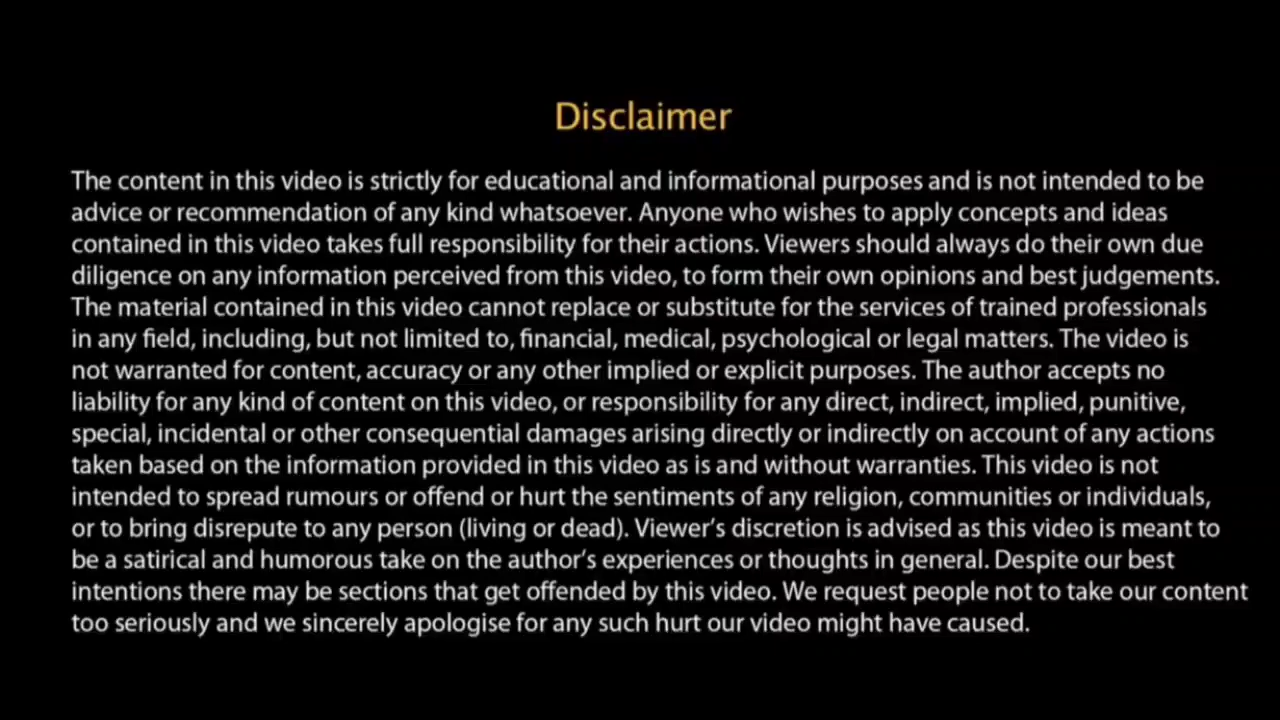 Disclaimer
The content in this video is strictly for educational and informational purposes and is not intended to be
advice or recommendation of any kind whatsoever. Anyone who wishes to apply concepts and ideas
contained in this video takes full responsibility for their actions. Viewers should always do their own due
diligence on any information perceived from this video, to form their own opinions and best judgements.
The material contained in this video cannot replace or substitute for the services of trained professionals
in any field, including, but not limited to, financial, medical, psychological or legal matters. The video is
not warranted for content, accuracy or any other implied or explicit purposes. The author accepts no
liability for any kind of content on this video, or responsibility for any direct, indirect, implied, punitive,
special, incidental or other consequential damages arising directly or indirectly on account of any actions
taken based on the information provided in this video as is and without warranties. This video is not
intended to spread rumours or offend or hurt the sentiments of any religion, communities or individuals,
or to bring disrepute to any person (living or dead). Viewer's discretion is advised as this video is meant to
be a satirical and humorous take on the author's experiences or thoughts in general. Despite our best
intentions there may be sections that get offended by this video. We request people not to take our content
too seriously and we sincerely apologise for any such hurt our video might have caused.